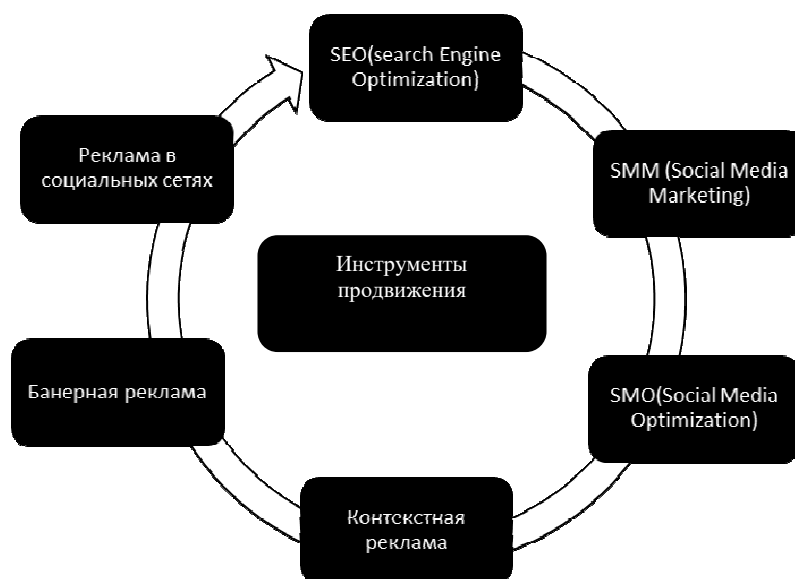 SEO(search Engine
Optimization)
SMM (Social Media
Marketing)
SMO(Social Media
Optimization)
Контекстная
реклама
Банерная реклама
Реклама в
социальных сетях
Инструменты
продвижения